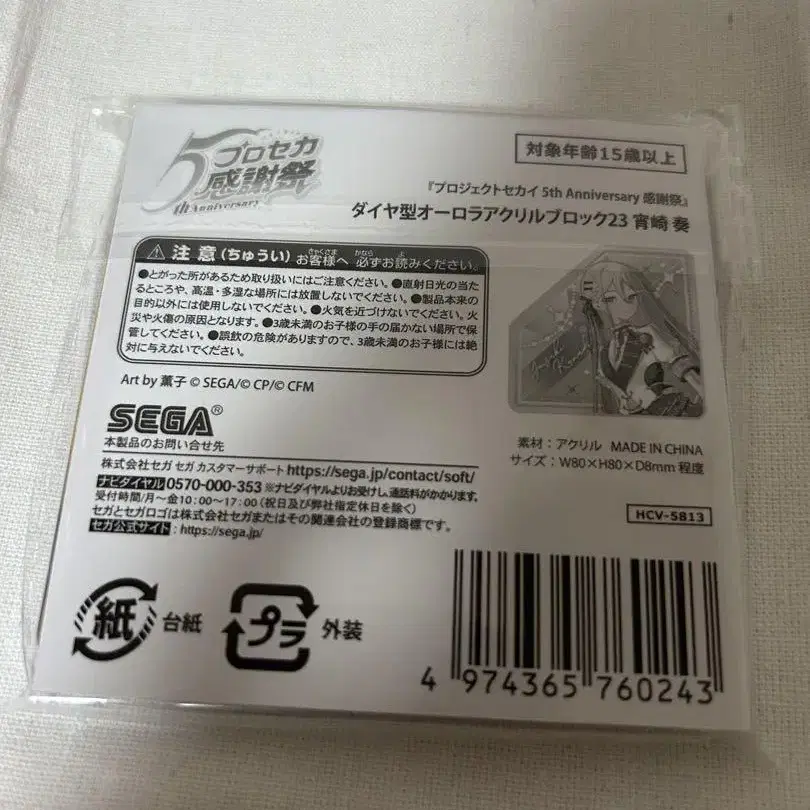 5
th Anniversary
プロセカ
感謝祭
対象年齢15歳以上
『プロジェクトセカイ 5th Anniversary 感謝祭』
ダイヤ型オーロラアクリルブロック23 宵崎 奏
注意(ちゅうい) お客様へ 必ずお読みください。
きゃくさま かなら よ
●とがった所があるため取り扱いにはご注意ください。●直射日光の当た
るところや、高温・多湿な場所には放置しないでください。●製品本来の
目的以外には使用しないでください。●火気を近づけないでください。火
災や火傷の原因となります。●3歳未満のお子様の手の届かない場所で保
管してください。●誤飲の危険がありますので、3歳未満のお子様には絶
対に与えないでください。
Art by 薫子 © SEGA/© CP/© CFM
SEGA®
本製品のお問い合せ先
株式会社セガ セガ カスタマーサポート https://sega.jp/contact/soft/
ナビダイヤル 0570-000-353 ※ナビダイヤルよりお受けし、通話料がかかります。
受付時間/月〜金10:00〜17:00(祝日及び弊社指定休日を除く)
セガとセガロゴは株式会社セガまたはその関連会社の登録商標です。
セガ公式サイト : https://sega.jp/
素材:アクリル MADE IN CHINA
サイズ:W80×H80×D8mm 程度
HCV-5813
紙 台紙
プラ 外装
4 974365 760243